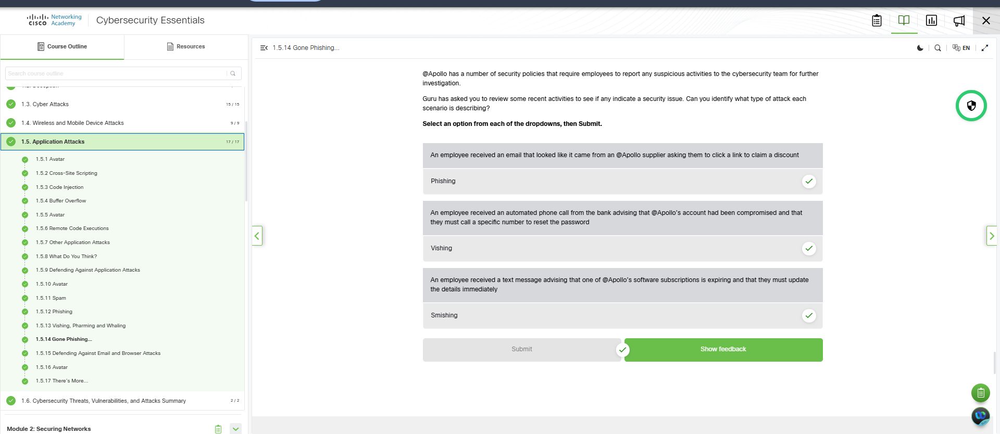 CISCO
Networking
Academy
Cybersecurity Essentials
Course Outline
Resources
Search course outline
1.3. Cyber Attacks
15 / 15
1.4. Wireless and Mobile Device Attacks
9 / 9
1.5. Application Attacks
17 / 17
1.5.1 Avatar
1.5.2 Cross-Site Scripting
1.5.3 Code Injection
1.5.4 Buffer Overflow
1.5.5 Avatar
1.5.6 Remote Code Executions
1.5.7 Other Application Attacks
1.5.8 What Do You Think?
1.5.9 Defending Against Application Attacks
1.5.10 Avatar
1.5.11 Spam
1.5.12 Phishing
1.5.13 Vishing, Pharming and Whaling
1.5.14 Gone Phishing...
1.5.15 Defending Against Email and Browser Attacks
1.5.16 Avatar
1.5.17 There's More...
1.6. Cybersecurity Threats, Vulnerabilities, and Attacks Summary
2 / 2
Module 2: Securing Networks
1.5.14 Gone Phishing...
EN
@Apollo has a number of security policies that require employees to report any suspicious activities to the cybersecurity team for further
investigation.
Guru has asked you to review some recent activities to see if any indicate a security issue. Can you identify what type of attack each
scenario is describing?
Select an option from each of the dropdowns, then Submit.
An employee received an email that looked like it came from an @Apollo supplier asking them to click a link to claim a discount
Phishing
An employee received an automated phone call from the bank advising that @Apollo's account had been compromised and that
they must call a specific number to reset the password
Vishing
An employee received a text message advising that one of @Apollo's software subscriptions is expiring and that they must update
the details immediately
Smishing
Submit
Show feedback